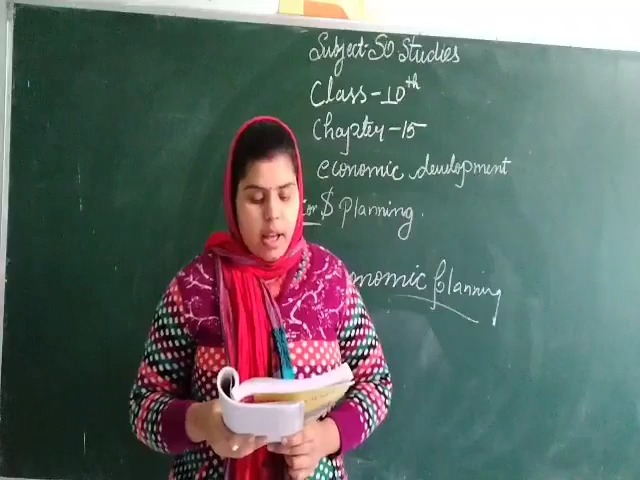 Subject-SO Studies
Class-10th
Chapter-15
economic development
$ Planning.
onomic planning